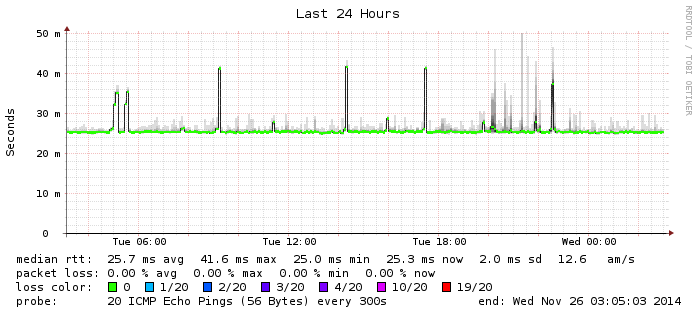 Last 24 Hours
RRDTOOL / TOBI OETIKER
Seconds
50 m
40 m
30 m
20 m
10 m
0
Tue 06:00 Tue 12:00 Tue 18:00 Wed 00:00
median rtt: 25.7 ms avg 41.6 ms max 25.0 ms min 25.3 ms now 2.0 ms sd 12.6 am/s
packet loss: 0.00 % avg 0.00 % max 0.00 % min 0.00 % now
loss color: 0 1/20 2/20 3/20 4/20 10/20 19/20
probe: 20 ICMP Echo Pings (56 Bytes) every 300s end: Wed Nov 26 03:05:03 2014